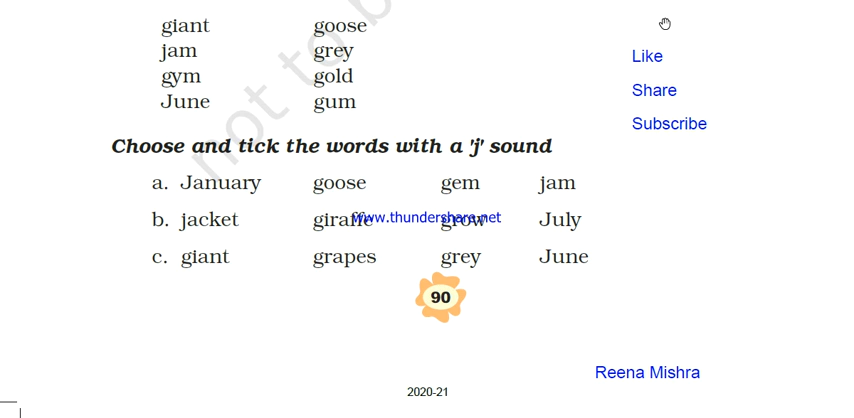 giant goose
jam grey
gym gold
June gum
not to b
Like
Share
Subscribe
Choose and tick the words with a 'j' sound
a. January goose gem jam
b. jacket giraffe grow July
www.thundershare.net
c. giant grapes grey June
90
Reena Mishra
2020-21